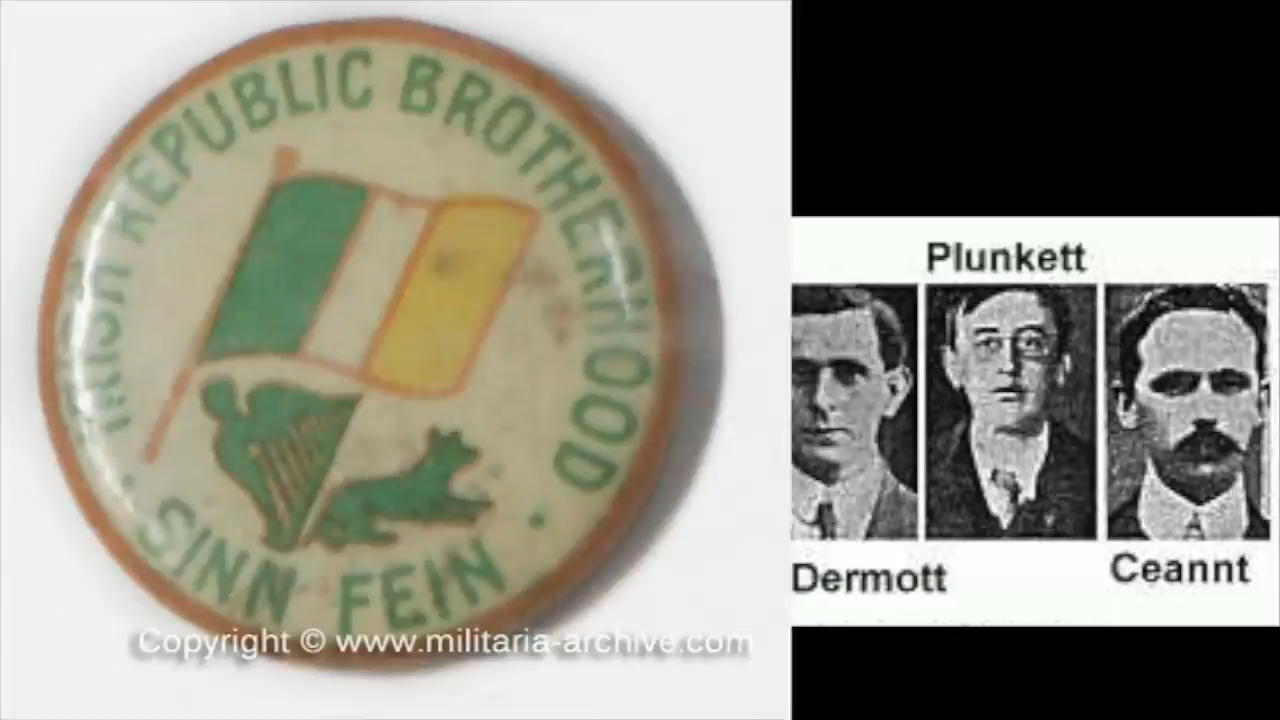 IRISH REPUBLIC BROTHERHOOD
SINN FEIN
Copyright © www.militaria-archive.com
Plunkett
Dermott
Ceannt